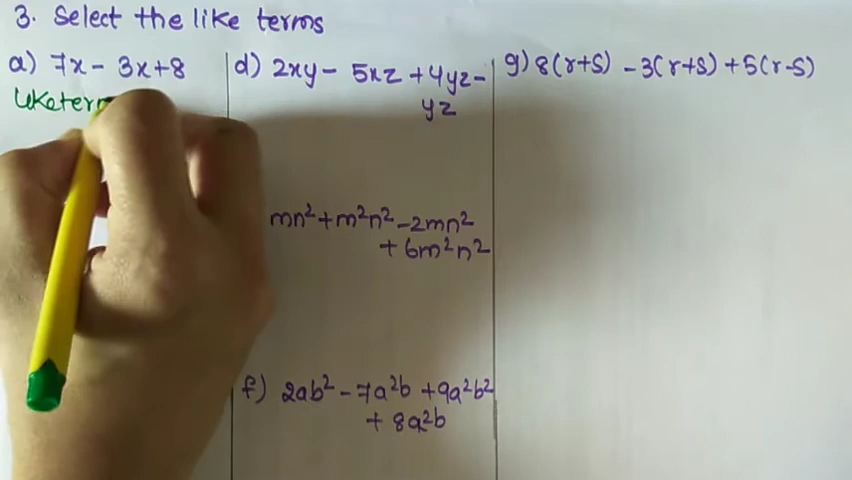 3. Select the like terms
a) 7x - 3x + 8
like
d) 2xy - 5xz + 4yz -
yz
mn² + m²n² - 2mn²
+ 6m²n²
f) 2ab² - 7a²b + 9a²b²
+ 8a²b
g) 8(r+s) - 3(r+s) + 5(r-s)